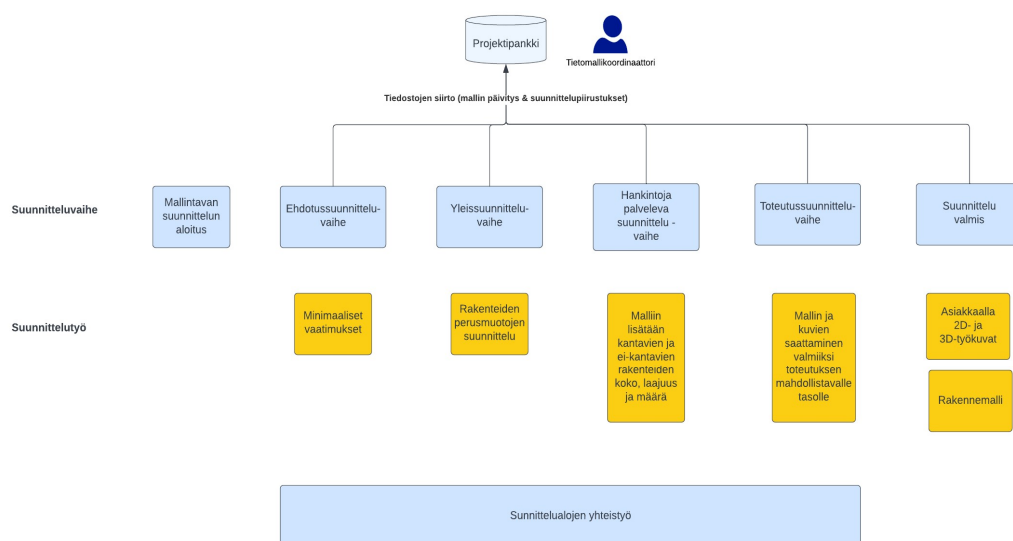 Projektipankki
Tietomallikoordinaattori
Tiedostojen siirto (mallin päivitys & suunnittelupiirustukset)
Suunnitteluvaihe
Mallintavan
suunnittelun
aloitus
Ehdotussuunnittelu-
vaihe
Yleissuunnittelu-
vaihe
Hankintoja
palveleva
suunnittelu -
vaihe
Toteutussuunnittelu-
vaihe
Suunnittelu
valmis
Suunnittelutyö
Minimaaliset
vaatimukset
Rakenteiden
perusmuotojen
suunnittelu
Malliin
lisätään
kantavien ja
ei-kantavien
rakenteiden
koko, laajuus
ja määrä
Mallin ja
kuvien
saattaminen
valmiiksi
toteutuksen
mahdollistavalle
tasolle
Asiakkaalla
2D- ja
3D-työkuvat
Rakennemalli
Sunnittelualojen yhteistyö